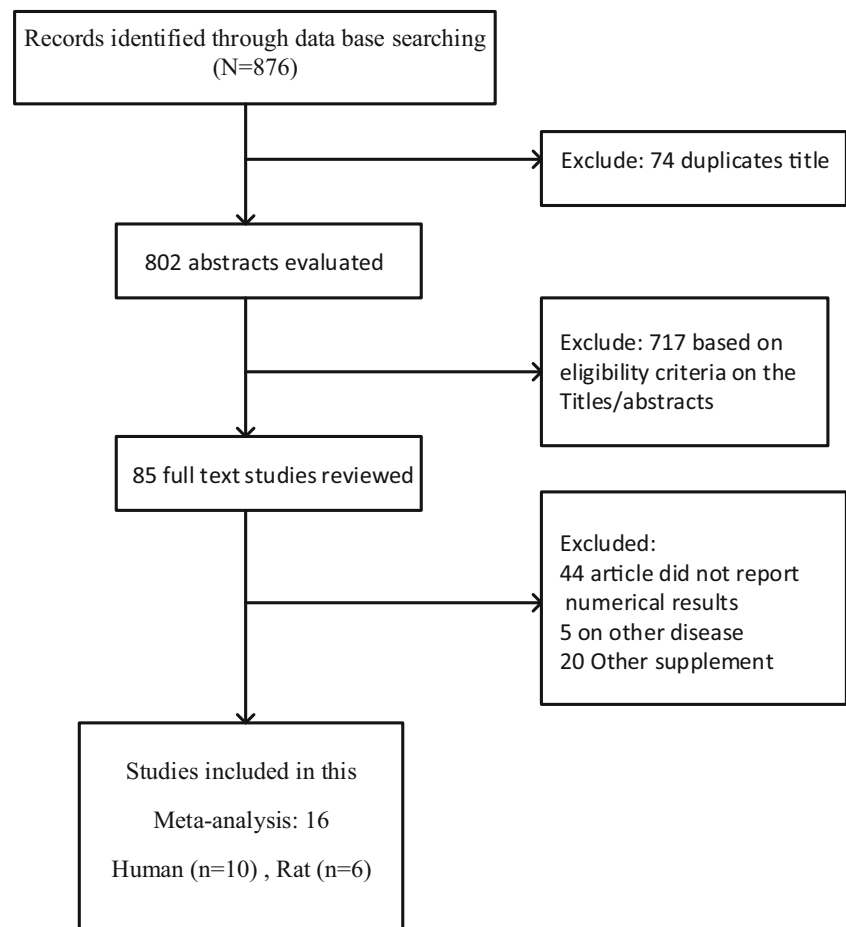 Records identified through data base searching
(N=876)
Exclude: 74 duplicates title
802 abstracts evaluated
Exclude: 717 based on
eligibility criteria on the
Titles/abstracts
85 full text studies reviewed
Excluded:
44 article did not report
numerical results
5 on other disease
20 Other supplement
Studies included in this
Meta-analysis: 16
Human (n=10) , Rat (n=6)